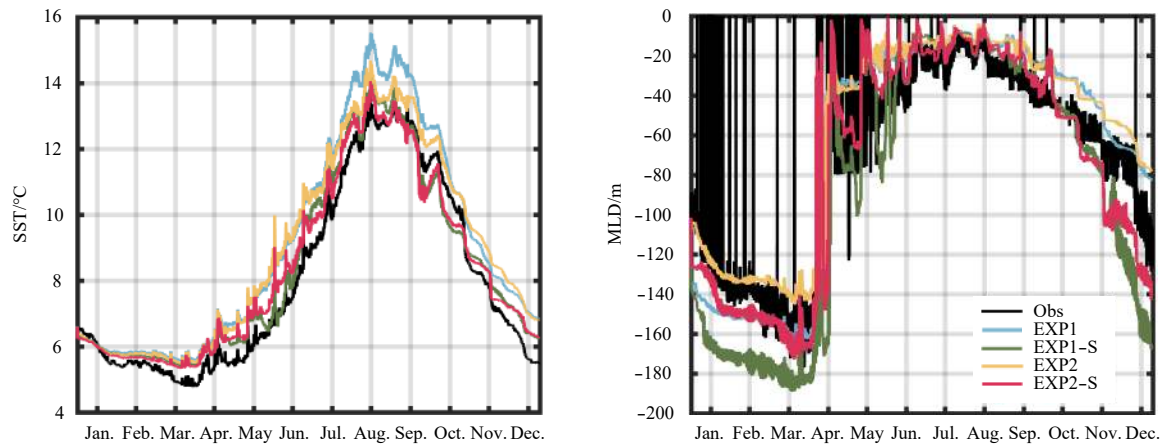 16
14
12
10
8
6
4
SST/°C
Jan. Feb. Mar. Apr. May Jun. Jul. Aug. Sep. Oct. Nov. Dec.
0
−20
−40
−60
−80
−100
−120
−140
−160
−180
−200
MLD/m
Obs
EXP1
EXP1−S
EXP2
EXP2−S
Jan. Feb. Mar. Apr. May Jun. Jul. Aug. Sep. Oct. Nov. Dec.